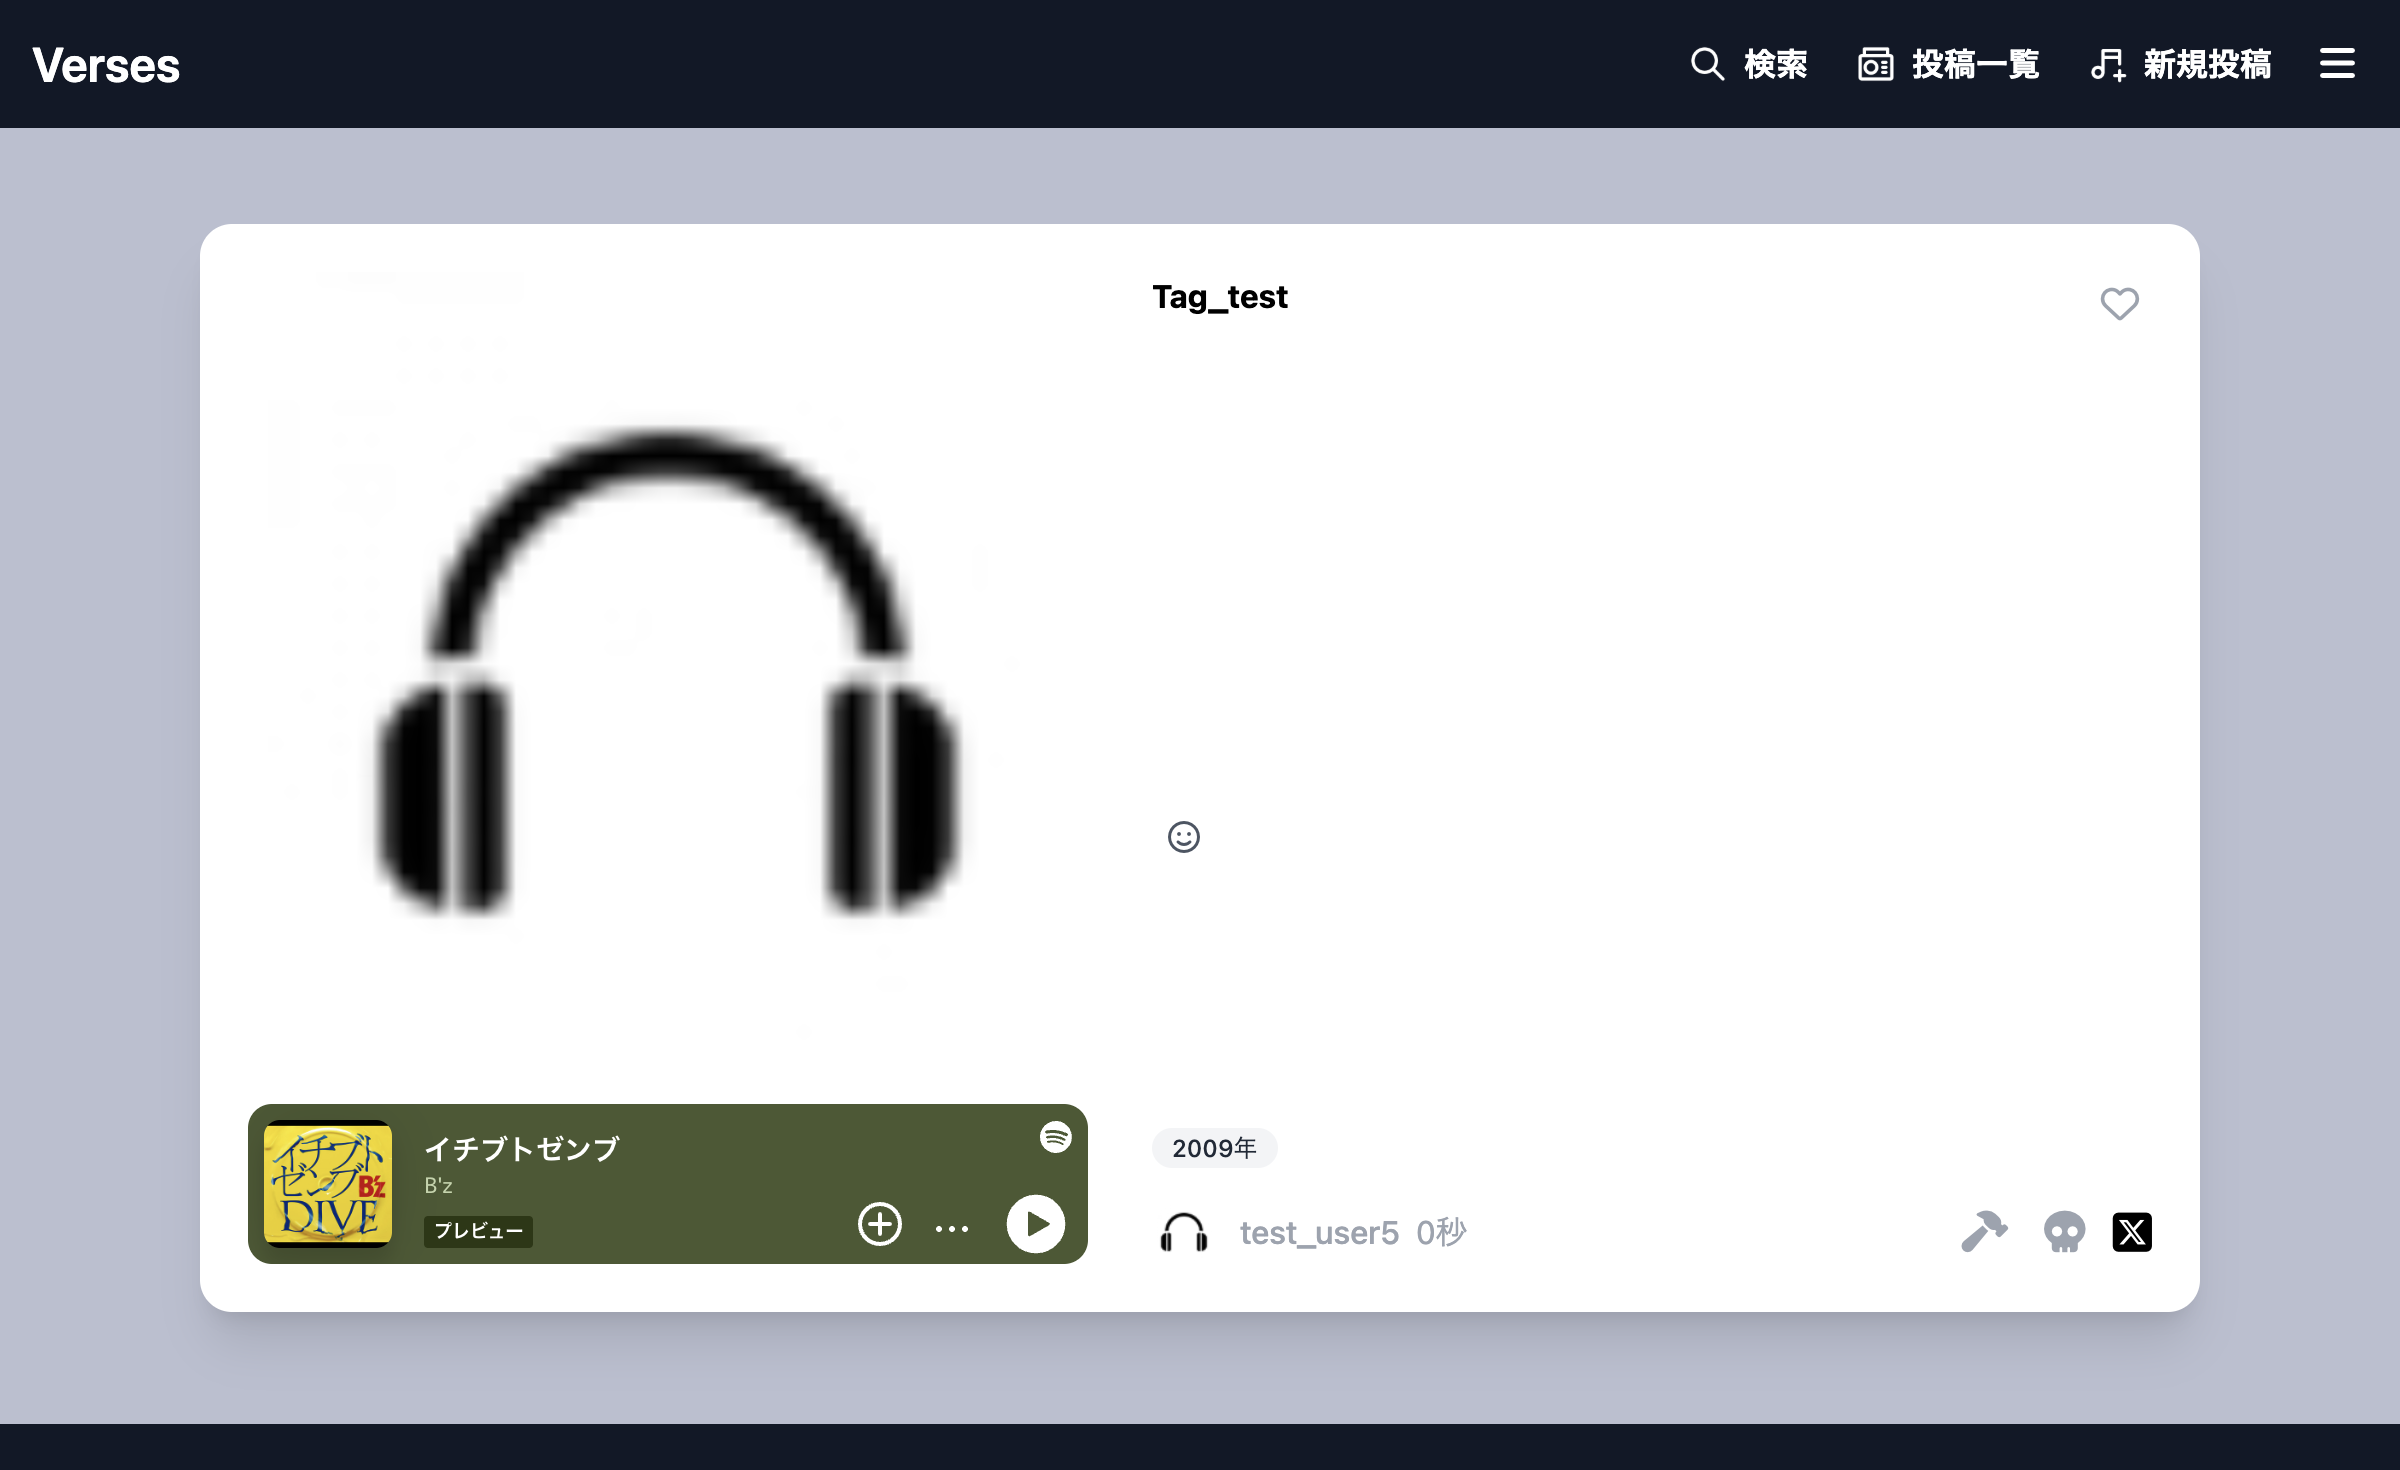 Verses
検索
投稿一覧
新規投稿
Tag_test
イチブトゼンブ
B'z
プレビュー
イチブト
ゼンブ B'z
DIVE
2009年
test_user5 0秒